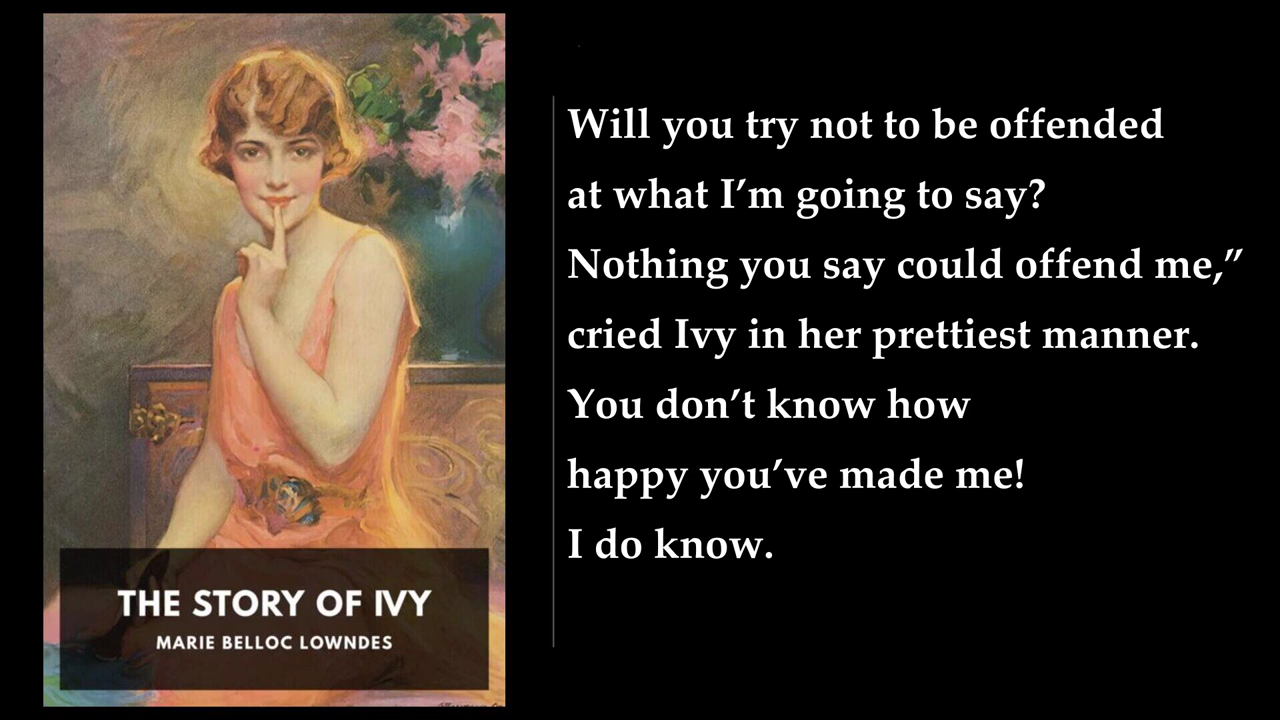 THE STORY OF IVY
MARIE BELLOC LOWNDES
Will you try not to be offended
at what I’m going to say?
Nothing you say could offend me,”
cried Ivy in her prettiest manner.
You don’t know how
happy you’ve made me!
I do know.